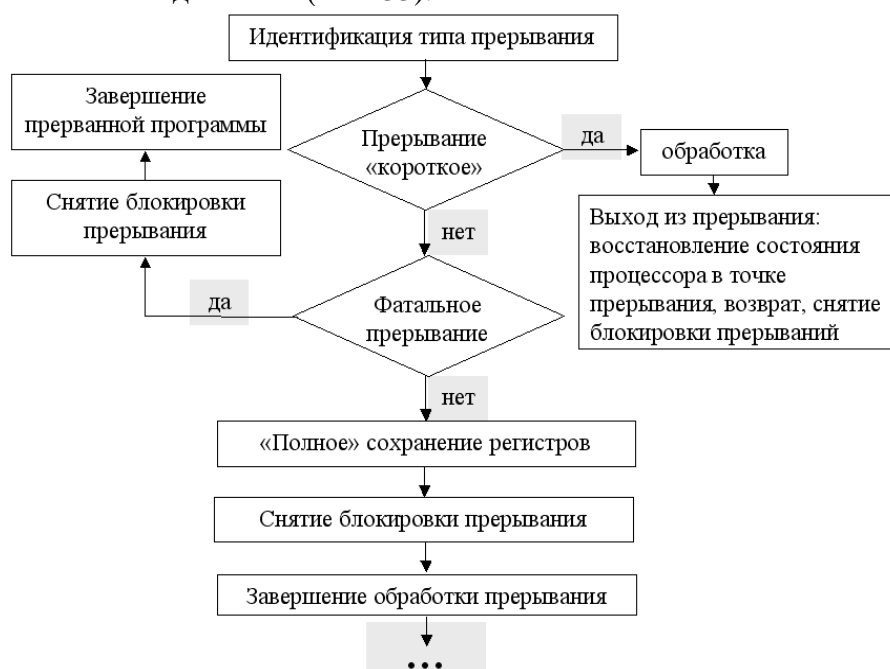 Идентификация типа прерывания
Завершение
прерванной программы
Прерывание
«короткое»
да
обработка
Снятие блокировки
прерывания
нет
Выход из прерывания:
восстановление состояния
процессора в точке
прерывания, возврат, снятие
блокировки прерываний
да
Фатальное
прерывание
нет
«Полное» сохранение регистров
Снятие блокировки прерывания
Завершение обработки прерывания
...